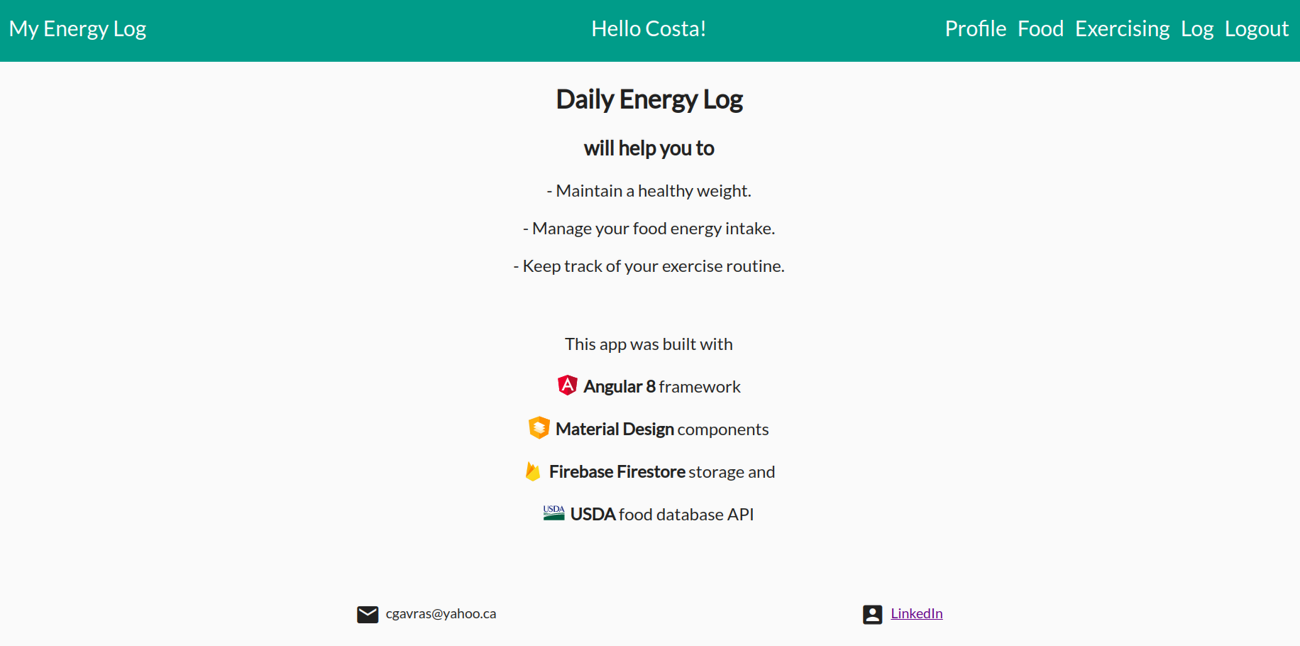 My Energy Log Hello Costa! Profile Food Exercising Log Logout
Daily Energy Log
will help you to
- Maintain a healthy weight.
- Manage your food energy intake.
- Keep track of your exercise routine.
This app was built with
A Angular 8 framework
Material Design components
Firebase Firestore storage and
USDA USDA food database API
cgavras@yahoo.ca LinkedIn